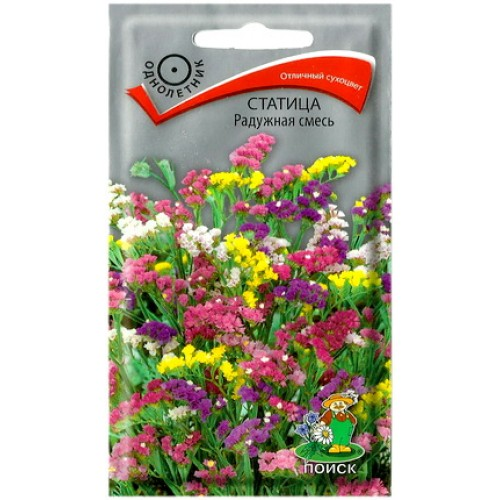 ОДНОЛЕТНИК
Отличный сухоцвет
СТАТИЦА
Радужная смесь
ПОИСК